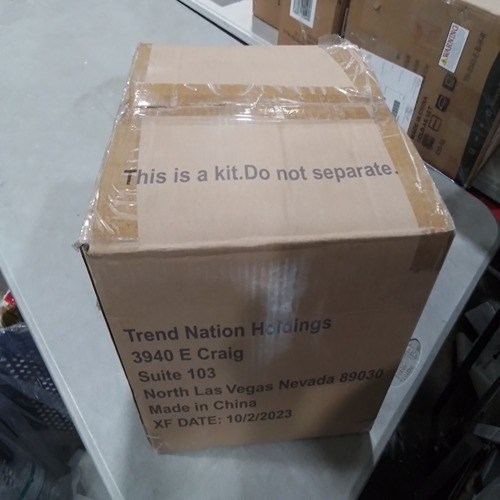 This is a kit.Do not separate.
Trend Nation Holdings
3940 E Craig
Suite 103
North Las Vegas Nevada 89030
Made in China
XF DATE: 10/2/2023
WARNING